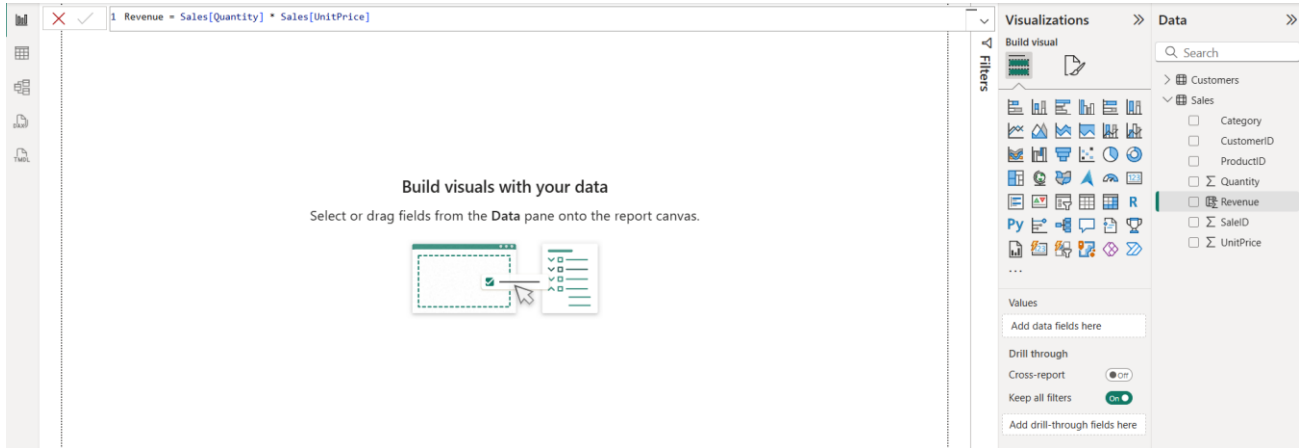 1 Revenue = Sales[Quantity] * Sales[UnitPrice]
Build visuals with your data
Select or drag fields from the Data pane onto the report canvas.
DAX
TMDL
Filters
Visualizations
Build visual
123
R
Py
...
Values
Add data fields here
Drill through
Cross-report
Off
Keep all filters
On
Add drill-through fields here
Data
Search
Customers
Sales
Category
CustomerID
ProductID
Σ Quantity
Revenue
Σ SaleID
Σ UnitPrice